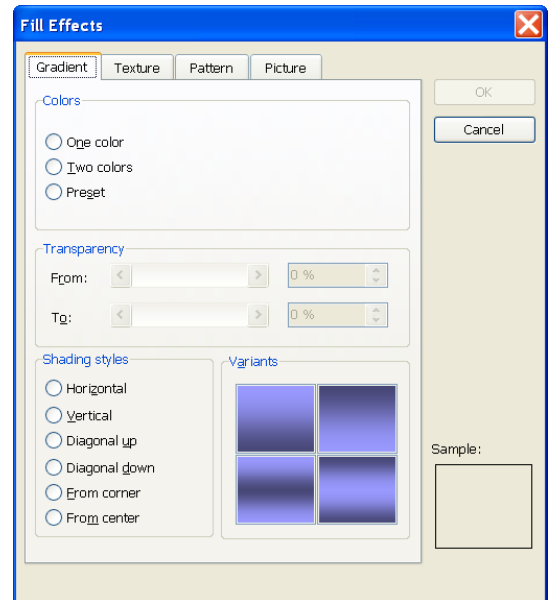 Fill Effects
Gradient
Texture
Pattern
Picture
OK
Cancel
Colors
One color
Two colors
Preset
Transparency
From:
0 %
To:
0 %
Shading styles
Horizontal
Vertical
Diagonal up
Diagonal down
From corner
From center
Variants
Sample: